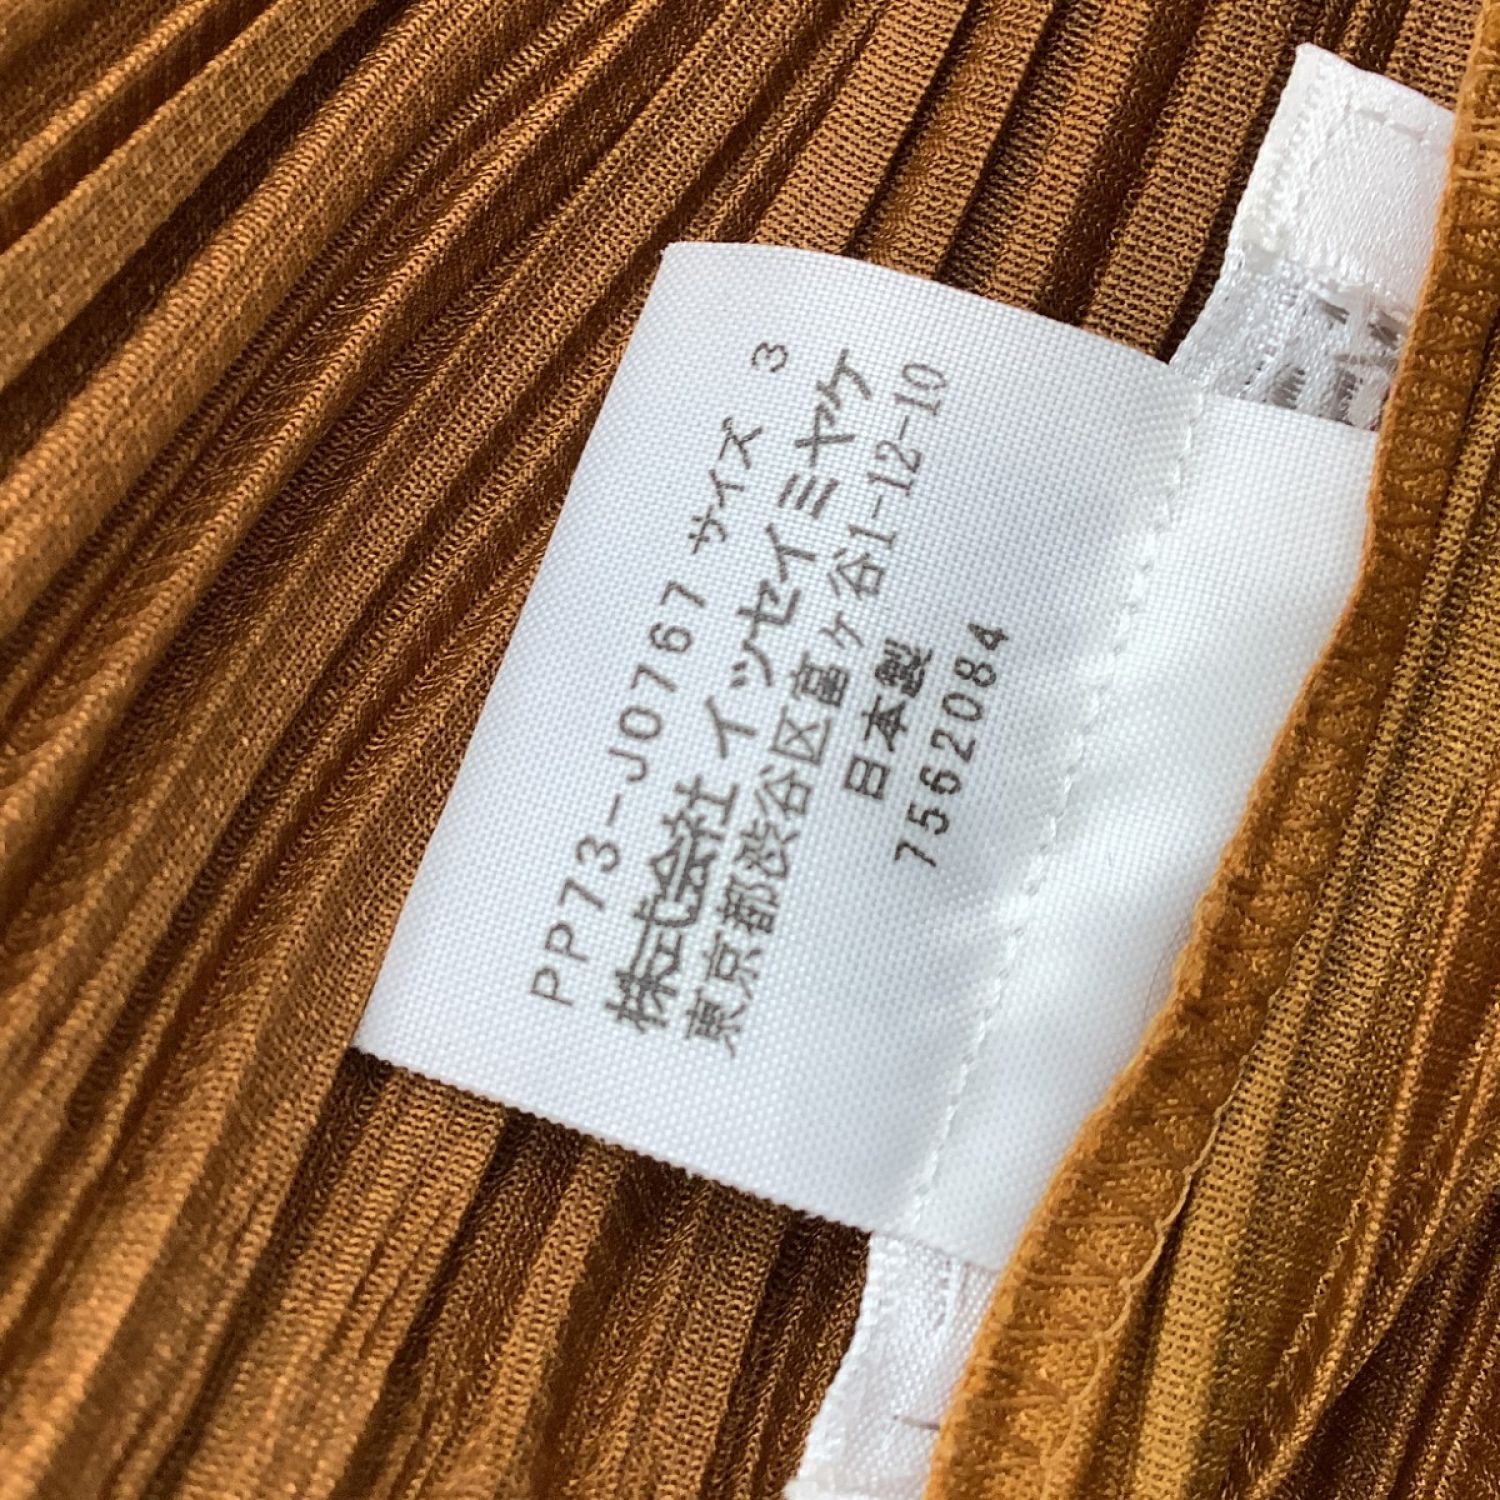 PP73-J0767 サイズ 3
株式会社 イッセイミヤケ
東京都渋谷区富ヶ谷1-12-10
日本製
7562084